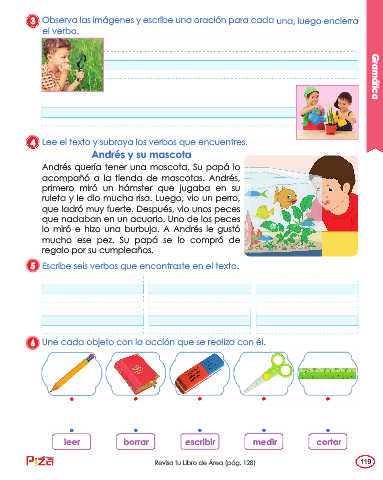 3 Observa las imágenes y escribe una oración para cada una, luego encierra
el verbo.
Gramática
4 Lee el texto y subraya los verbos que encuentres.
Andrés y su mascota
Andrés quería tener una mascota. Su papá lo
acompañó a la tienda de mascotas. Andrés,
primero miró un hámster que jugaba en su
ruleta y le dio mucha risa. Luego, vio un perro,
que ladró muy fuerte. Después, vio unos peces
que nadaban en un acuario. Uno de los peces
lo miró e hizo una burbuja. A Andrés le gustó
mucho ese pez. Su papá se lo compró de
regalo por su cumpleaños.
5 Escribe seis verbos que encontraste en el texto.
6 Une cada objeto con la acción que se realiza con él.
leer
borrar
escribir
medir
cortar
Revisa tu Libro de Área (pág. 128)
119